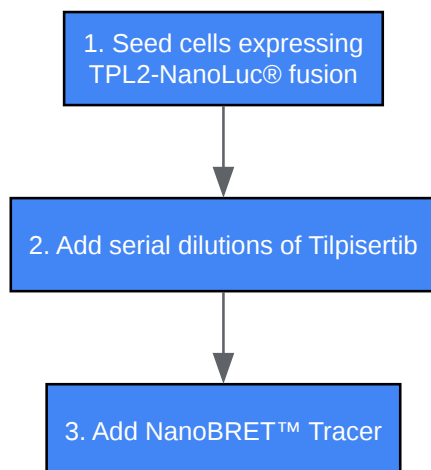 1. Seed cells expressing
TPL2-NanoLuc® fusion
2. Add serial dilutions of Tilpisertib
3. Add NanoBRET™ Tracer